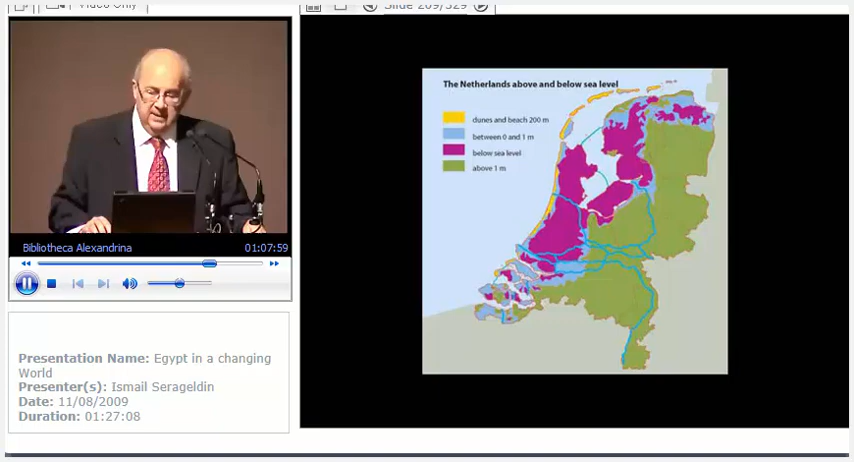 Video Only
Slide 209/329
The Netherlands above and below sea level
dunes and beach 200 m
between 0 and 1 m
below sea level
above 1 m
Bibliotheca Alexandrina 01:07:59
Presentation Name: Egypt in a changing
World
Presenter(s): Ismail Serageldin
Date: 11/08/2009
Duration: 01:27:08